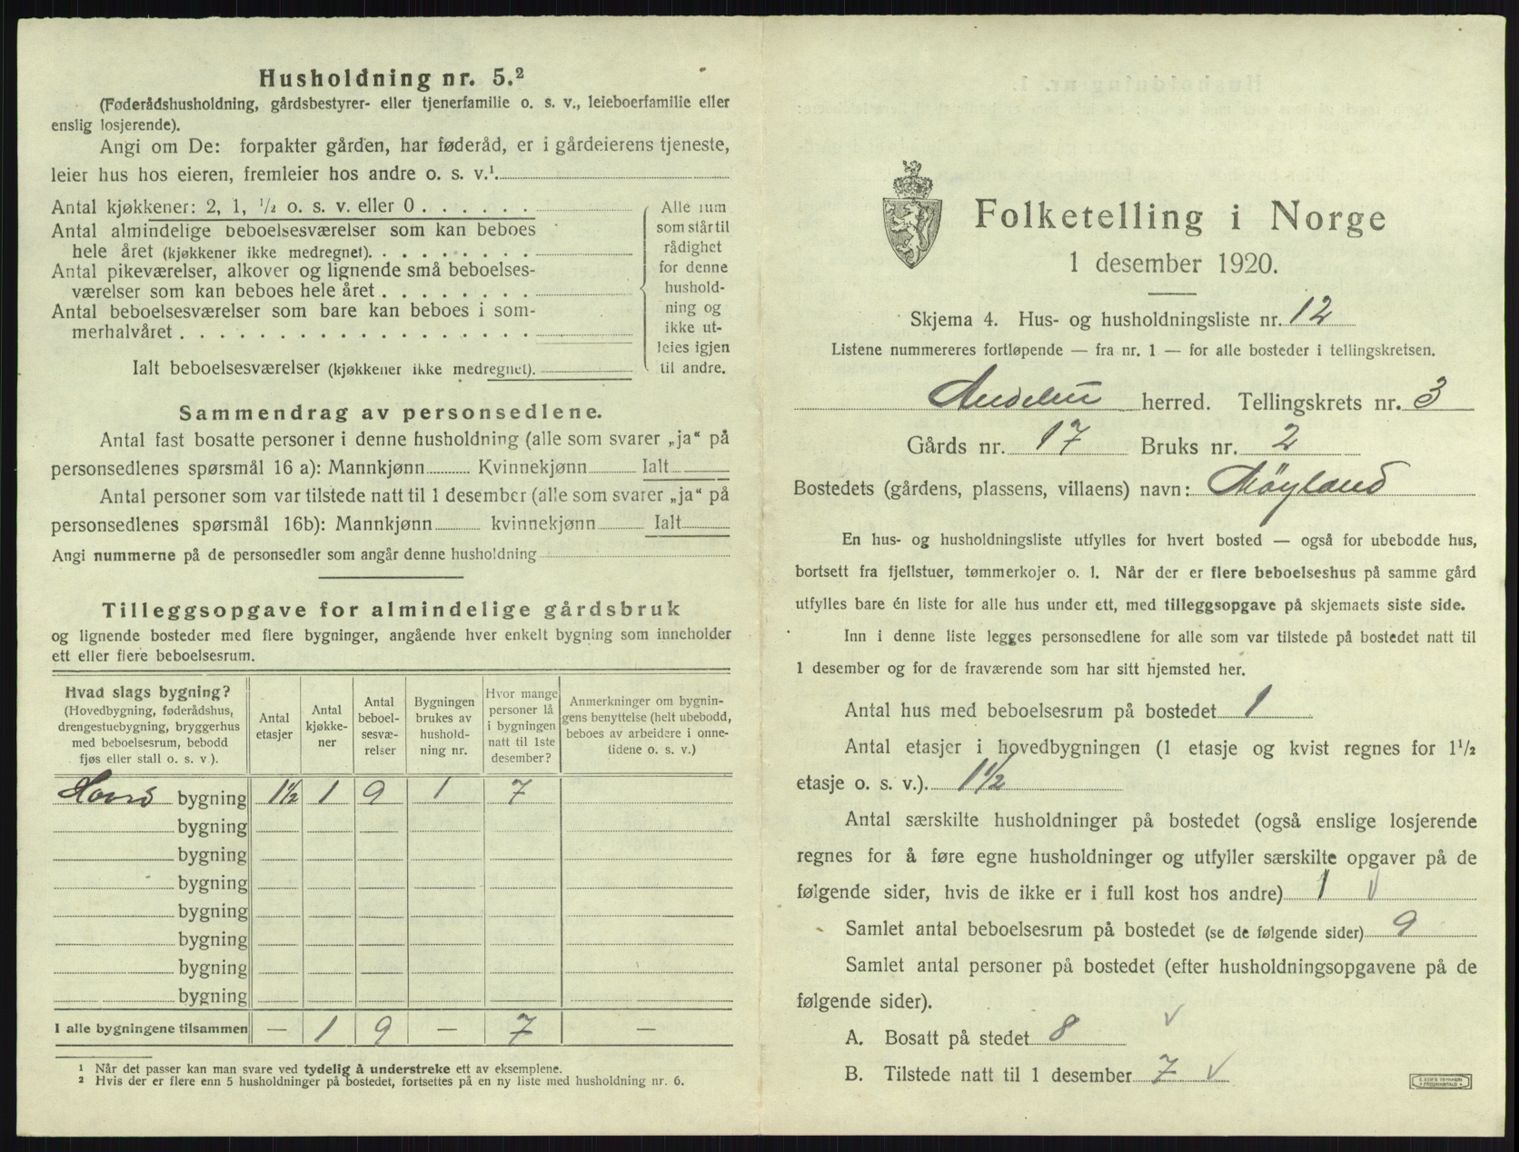 Husholdning nr. 5.²
(Føderådshusholdning, gårdsbestyrer- eller tjenerfamilie o. s. v., leieboerfamilie eller
enslig losjerende).
Angi om De: forpakter gården, har føderåd, er i gårdeierens tjeneste,
leier hus hos eieren, fremleier hos andre o. s. v.¹
Antal kjøkkener: 2, 1, ½ o. s. v. eller 0 . . . . . .
Antal almindelige beboelsesværelser som kan beboes
hele året (kjøkkener ikke medregnet). . . . . . . . .
Antal pikeværelser, alkover og lignende små beboelses-
værelser som kan beboes hele året . . . . . . . .
Antal beboelsesværelser som bare kan beboes i som-
merhalvåret . . . . . . . . . . . . . . . . . .
Ialt beboelsesværelser (kjøkkener ikke medregnet).
Alle rum
som står til
rådighet
for denne
hushold-
ning og
ikke ut-
leies igjen
til andre.
Sammendrag av personsedlene.
Antal fast bosatte personer i denne husholdning (alle som svarer „ja“ på
personsedlenes spørsmål 16 a): Mannkjønn Kvinnekjønn Ialt
Antal personer som var tilstede natt til 1 desember (alle som svarer „ja“ på
personsedlenes spørsmål 16b): Mannkjønn kvinnekjønn Ialt
Angi nummerne på de personsedler som angår denne husholdning
Tilleggsopgave for almindelige gårdsbruk
og lignende bosteder med flere bygninger, angående hver enkelt bygning som inneholder
ett eller flere beboelsesrum.
Hvad slags bygning?
(Hovedbygning, føderådshus,
drengestuebygning, bryggerhus
med beboelsesrum, bebodd
fjøs eller stall o. s. v.).
Antal
etasjer
Antal
kjøkke-
ner
Antal
beboel-
sesvæ-
relser
Bygningen
brukes av
hushold-
ning nr.
Hvor mange
personer lå
i bygningen
natt til 1ste
desember?
Anmerkninger om bygnin-
gens benyttelse (helt ubebodd,
beboes av arbeidere i onne-
tidene o. s. v.)
Hoved bygning 1½ 1 9 1 7
bygning
bygning
bygning
bygning
bygning
bygning
bygning
I alle bygningene tilsammen — 1 9 — 7 —
¹ Når det passer kan man svare ved tydelig å understreke ett av eksemplene.
² Hvis der er flere enn 5 husholdninger på bostedet, fortsettes på en ny liste med husholdning nr. 6.
Folketelling i Norge
1 desember 1920.
Skjema 4. Hus- og husholdningsliste nr. 12
Listene nummereres fortløpende — fra nr. 1 — for alle bosteder i tellingskretsen.
Andebu herred. Tellingskrets nr. 3
Gårds nr. 17 Bruks nr. 2
Bostedets (gårdens, plassens, villaens) navn: Møyland
En hus- og husholdningsliste utfylles for hvert bosted — også for ubebodde hus,
bortsett fra fjellstuer, tømmerkojer o. l. Når der er flere beboelseshus på samme gård
utfylles bare én liste for alle hus under ett, med tilleggsopgave på skjemaets siste side.
Inn i denne liste legges personsedlene for alle som var tilstede på bostedet natt til
1 desember og for de fraværende som har sitt hjemsted her.
Antal hus med beboelsesrum på bostedet 1
Antal etasjer i hovedbygningen (1 etasje og kvist regnes for 1½
etasje o. s. v.). 1½
Antal særskilte husholdninger på bostedet (også enslige losjerende
regnes for å føre egne husholdninger og utfyller særskilte opgaver på de
følgende sider, hvis de ikke er i full kost hos andre) 1 √
Samlet antal beboelsesrum på bostedet (se de følgende sider) 9
Samlet antal personer på bostedet (efter husholdningsopgavene på de
følgende sider).
A. Bosatt på stedet 8 √
B. Tilstede natt til 1 desember 7 √